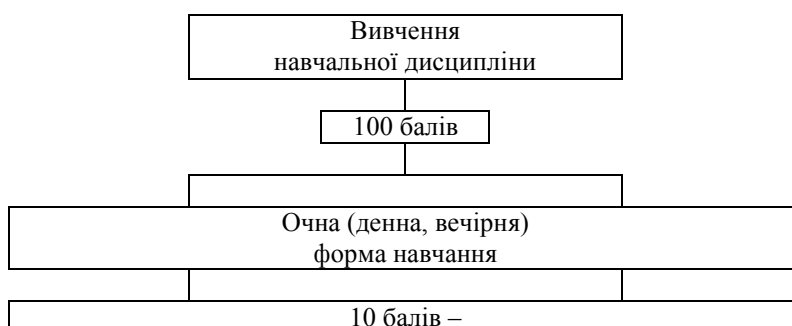 Вивчення
навчальної дисципліни
100 балів
Очна (денна, вечірня)
форма навчання
10 балів –